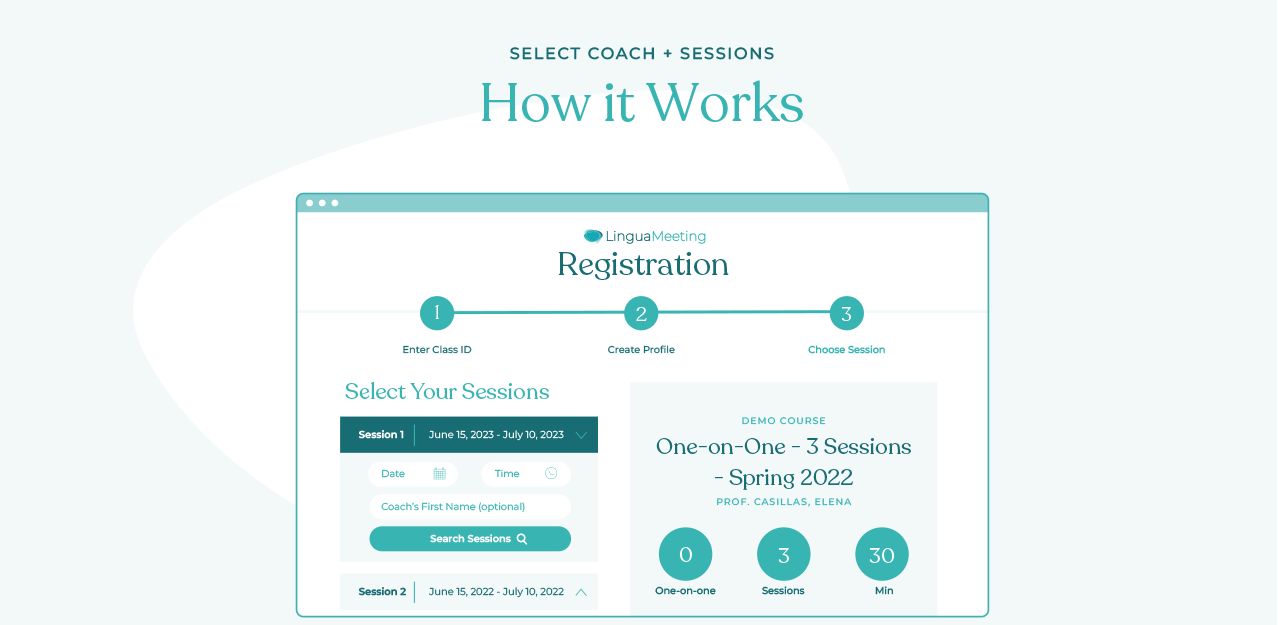 SELECT COACH + SESSIONS
How it Works
LinguaMeeting
Registration
1
2
3
Enter Class ID
Create Profile
Choose Session
Select Your Sessions
Session 1
June 15, 2023 - July 10, 2023
Date
Time
Coach's First Name (optional)
Search Sessions
Session 2
June 15, 2022 - July 10, 2022
DEMO COURSE
One-on-One - 3 Sessions
- Spring 2022
PROF. CASILLAS, ELENA
0
3
30
One-on-one
Sessions
Min